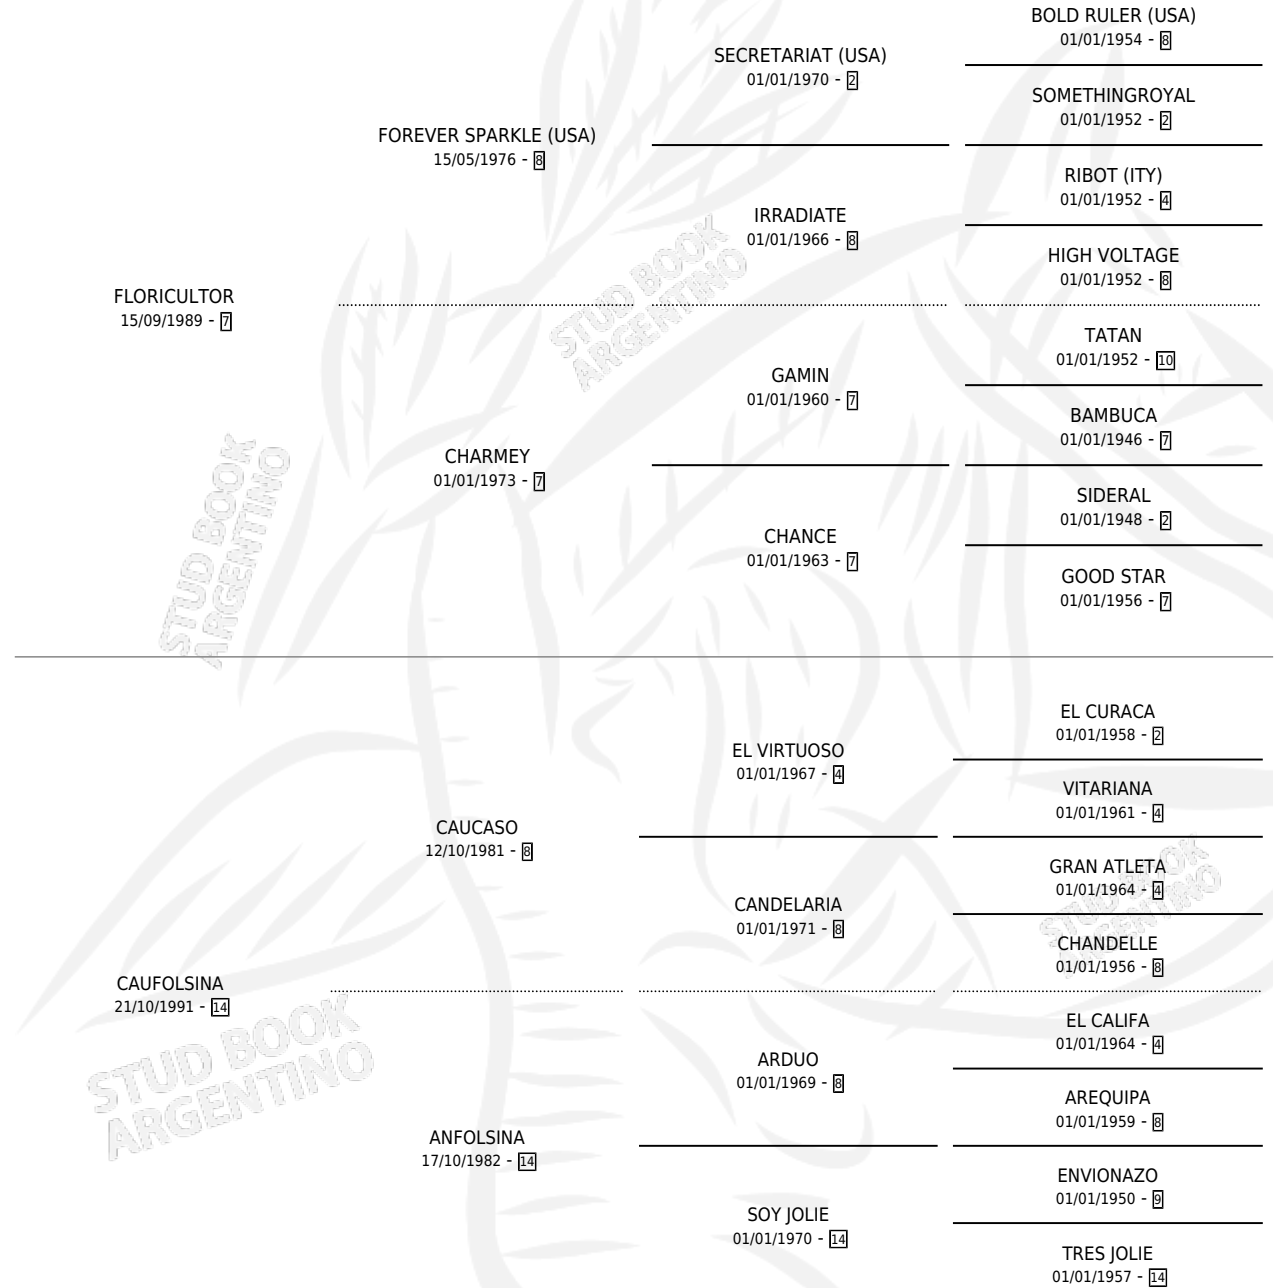 BOLD RULER (USA)
01/01/1954 - 8
SECRETARIAT (USA)
01/01/1970 - 2
SOMETHINGROYAL
01/01/1952 - 2
FOREVER SPARKLE (USA)
15/05/1976 - 8
RIBOT (ITY)
01/01/1952 - 4
IRRADIATE
01/01/1966 - 8
HIGH VOLTAGE
01/01/1952 - 8
FLORICULTOR
15/09/1989 - 7
STUD BOOK
ARGENTINO
TATAN
01/01/1952 - 10
GAMIN
01/01/1960 - 7
BAMBUCA
01/01/1946 - 7
CHARMEY
01/01/1973 - 7
SIDERAL
01/01/1948 - 2
CHANCE
01/01/1963 - 7
GOOD STAR
01/01/1956 - 7
STUD BOOK
ARGENTINO
EL CURACA
01/01/1958 - 2
EL VIRTUOSO
01/01/1967 - 4
VITARIANA
01/01/1961 - 4
CAUCASO
12/10/1981 - 8
GRAN ATLETA
01/01/1964 - 4
CANDELARIA
01/01/1971 - 8
STUD BOOK
ARGENTINO
CHANDELLE
01/01/1956 - 8
CAUFOLSINA
21/10/1991 - 14
EL CALIFA
01/01/1964 - 4
ARDUO
01/01/1969 - 8
AREQUIPA
01/01/1959 - 8
STUD BOOK
ARGENTINO
ANFOLSINA
17/10/1982 - 14
ENVIONAZO
01/01/1950 - 9
SOY JOLIE
01/01/1970 - 14
TRES JOLIE
01/01/1957 - 14